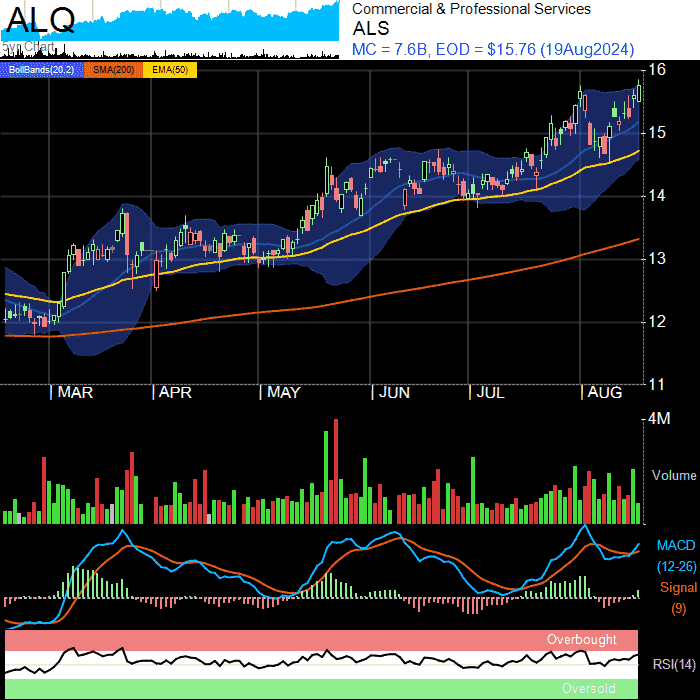 ALQ
5yr Chart
Commercial & Professional Services
ALS
MC = 7.6B, EOD = $15.76 (19Aug2024)
BollBands(20,2) SMA(200) EMA(50)
16
15
14
13
12
11
MAR APR MAY JUN JUL AUG
4M
Volume
MACD
(12-26)
Signal
(9)
Overbought
RSI(14)
Oversold